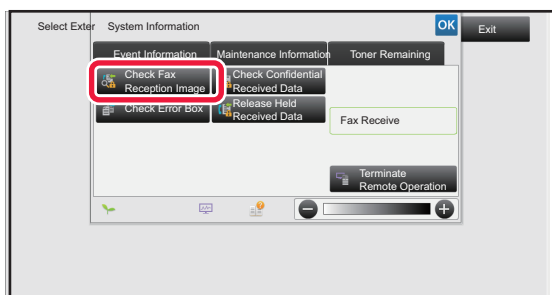 Select Exter
System Information
OK
Exit
Event Information
Maintenance Information
Toner Remaining
Check Fax
Reception Image
Check Confidential
Received Data
Check Error Box
Release Held
Received Data
Fax Receive
Terminate
Remote Operation